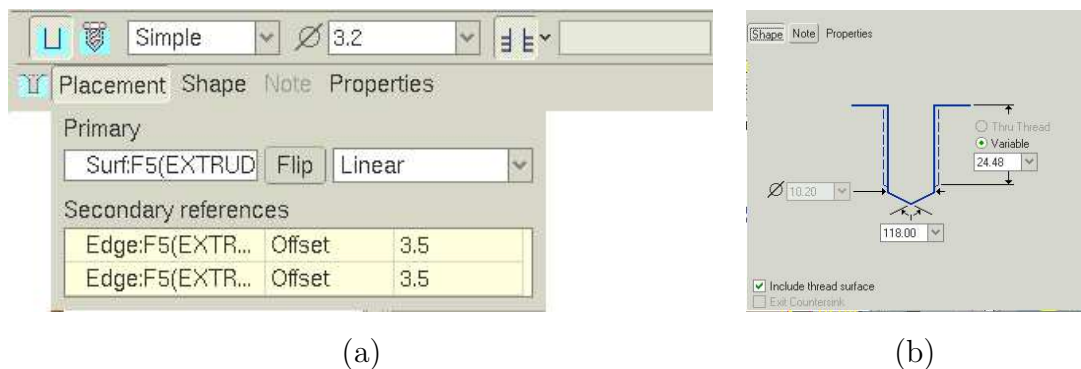 Simple 3.2
Placement Shape Note Properties
Primary
Surf:F5(EXTRUD Flip Linear
Secondary references
Edge:F5(EXTR... Offset 3.5
Edge:F5(EXTR... Offset 3.5
(a)
Shape Note Properties
Thru Thread
Variable
24.48
Ø 10.20
118.00
Include thread surface
Exit Countersink
(b)